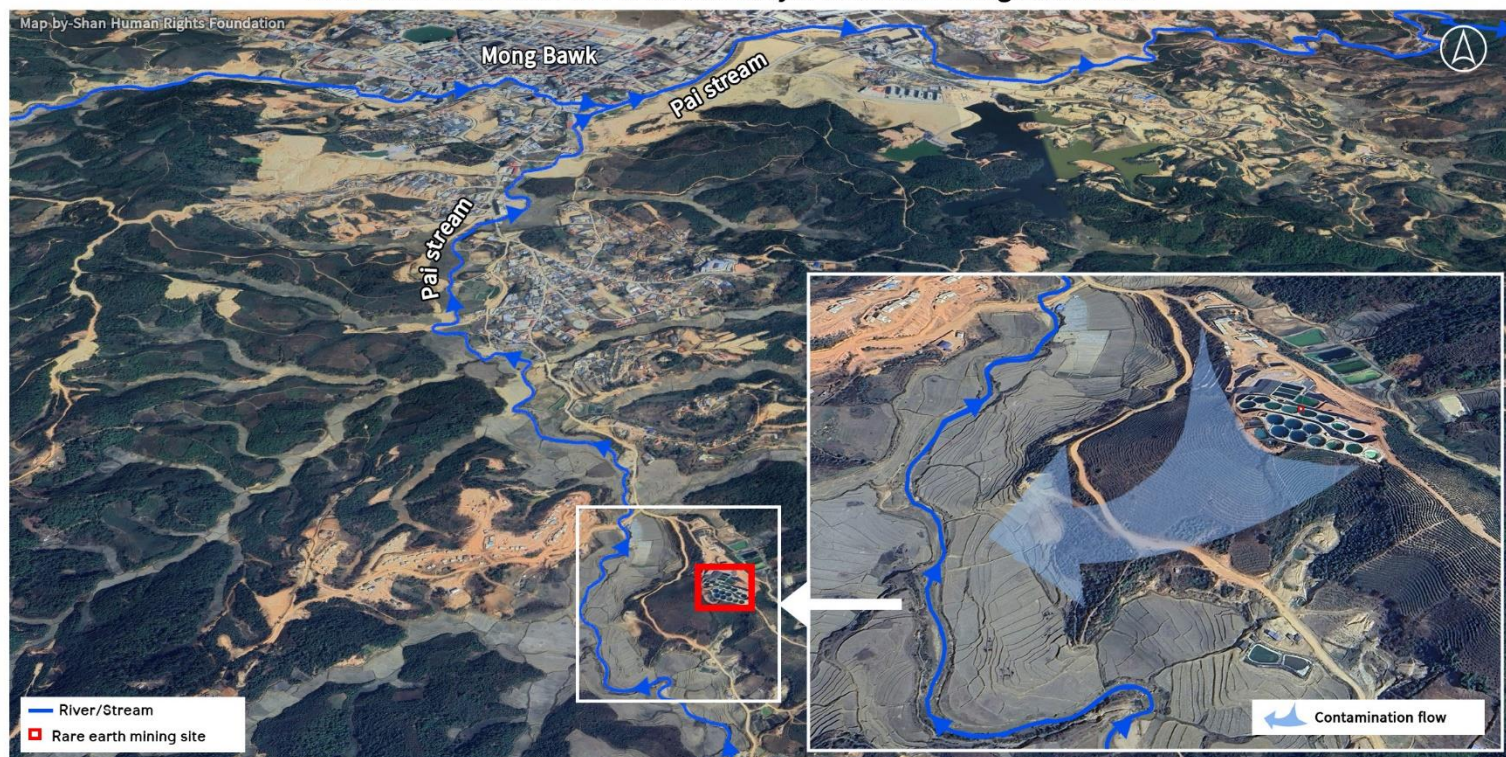 Map by-Shan Human Rights Foundation
Mong Bawk
Pai stream
Pai stream
River/Stream
Rare earth mining site
Contamination flow